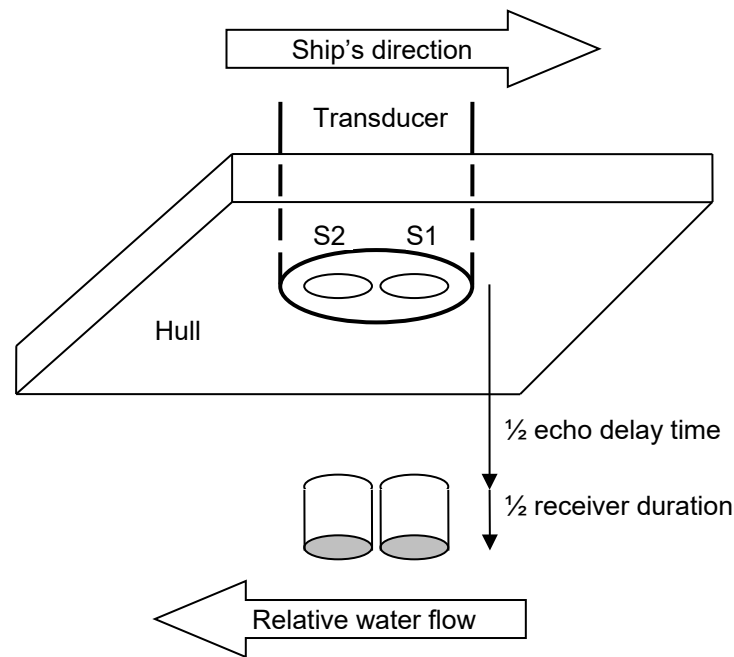 Ship’s direction
Transducer
S2 S1
Hull
½ echo delay time
½ receiver duration
Relative water flow